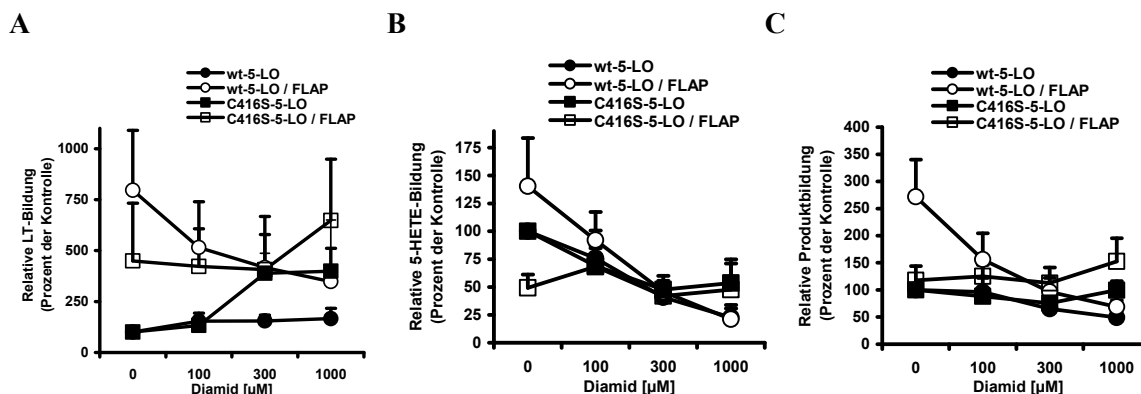 A
wt-5-LO
wt-5-LO / FLAP
C416S-5-LO
C416S-5-LO / FLAP
Relative LT-Bildung
(Prozent der Kontrolle)
1000
750
500
250
0
0 100 300 1000
Diamid [µM]
B
wt-5-LO
wt-5-LO / FLAP
C416S-5-LO
C416S-5-LO / FLAP
Relative 5-HETE-Bildung
(Prozent der Kontrolle)
175
150
125
100
75
50
25
0
0 100 300 1000
Diamid [µM]
C
wt-5-LO
wt-5-LO / FLAP
C416S-5-LO
C416S-5-LO / FLAP
Relative Produktbildung
(Prozent der Kontrolle)
400
350
300
250
200
150
100
50
0
0 100 300 1000
Diamid [µM]